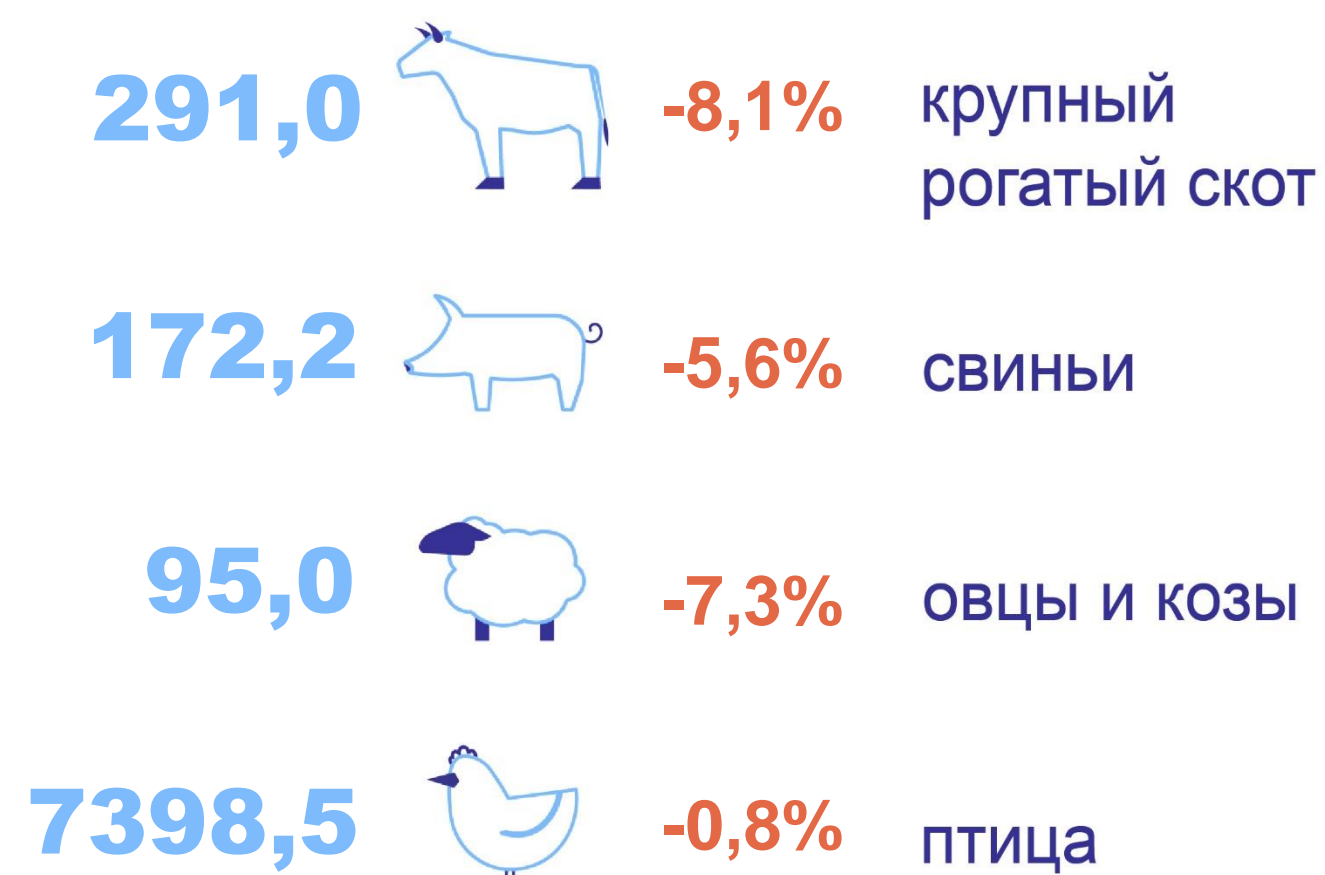 291,0 -8,1% крупный
рогатый скот
172,2 -5,6% свиньи
95,0 -7,3% овцы и козы
7398,5 -0,8% птица